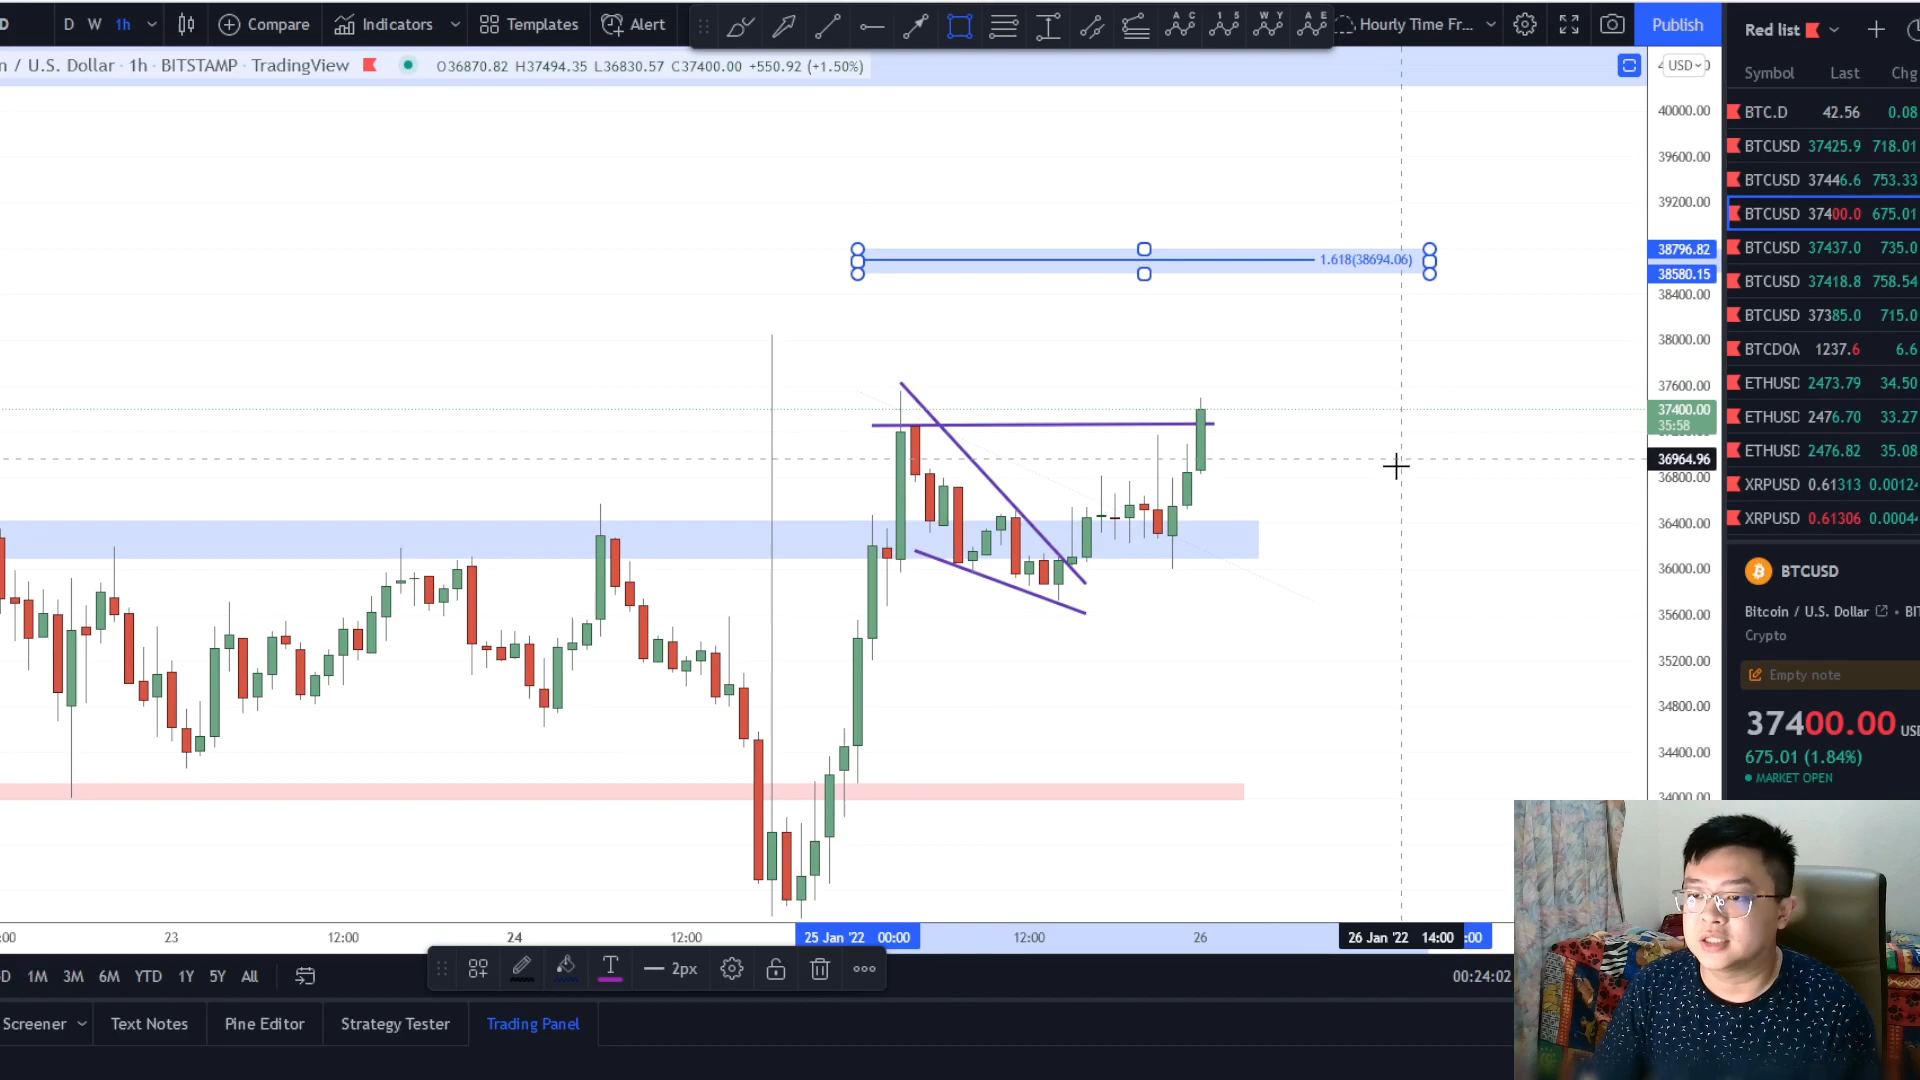 D
D W 1h
Compare
Indicators
Templates
Alert
A C
1 5
W Y
A E
Hourly Time Fr...
Publish
Red list
n / U.S. Dollar · 1h · BITSTAMP · TradingView
O36870.82 H37494.35 L36830.57 C37400.00 +550.92 (+1.50%)
USD
Symbol Last Chg
40000.00
39600.00
39200.00
38796.82
38580.15
38400.00
38000.00
37600.00
37400.00
35:58
36964.96
36800.00
36400.00
36000.00
35600.00
35200.00
34800.00
34400.00
34000.00
1.618(38694.06)
BTC.D 42.56 0.08
BTCUSD 37425.9 718.01
BTCUSD 37446.6 753.33
BTCUSD 37400.0 675.01
BTCUSD 37437.0 735.0
BTCUSD 37418.8 758.54
BTCUSD 37385.0 715.0
BTCDOM 1237.6 6.6
ETHUSD 2473.79 34.50
ETHUSD 2476.70 33.27
ETHUSD 2476.82 35.08
XRPUSD 0.61313 0.0012
XRPUSD 0.61306 0.0004
BTCUSD
Bitcoin / U.S. Dollar • BI
Crypto
Empty note
37400.00 USD
675.01 (1.84%)
MARKET OPEN
:00 23 12:00 24 12:00 25 Jan '22 00:00 12:00 26 26 Jan '22 14:00 :00
D 1M 3M 6M YTD 1Y 5Y All
T
2px
00:24:02
Screener
Text Notes
Pine Editor
Strategy Tester
Trading Panel